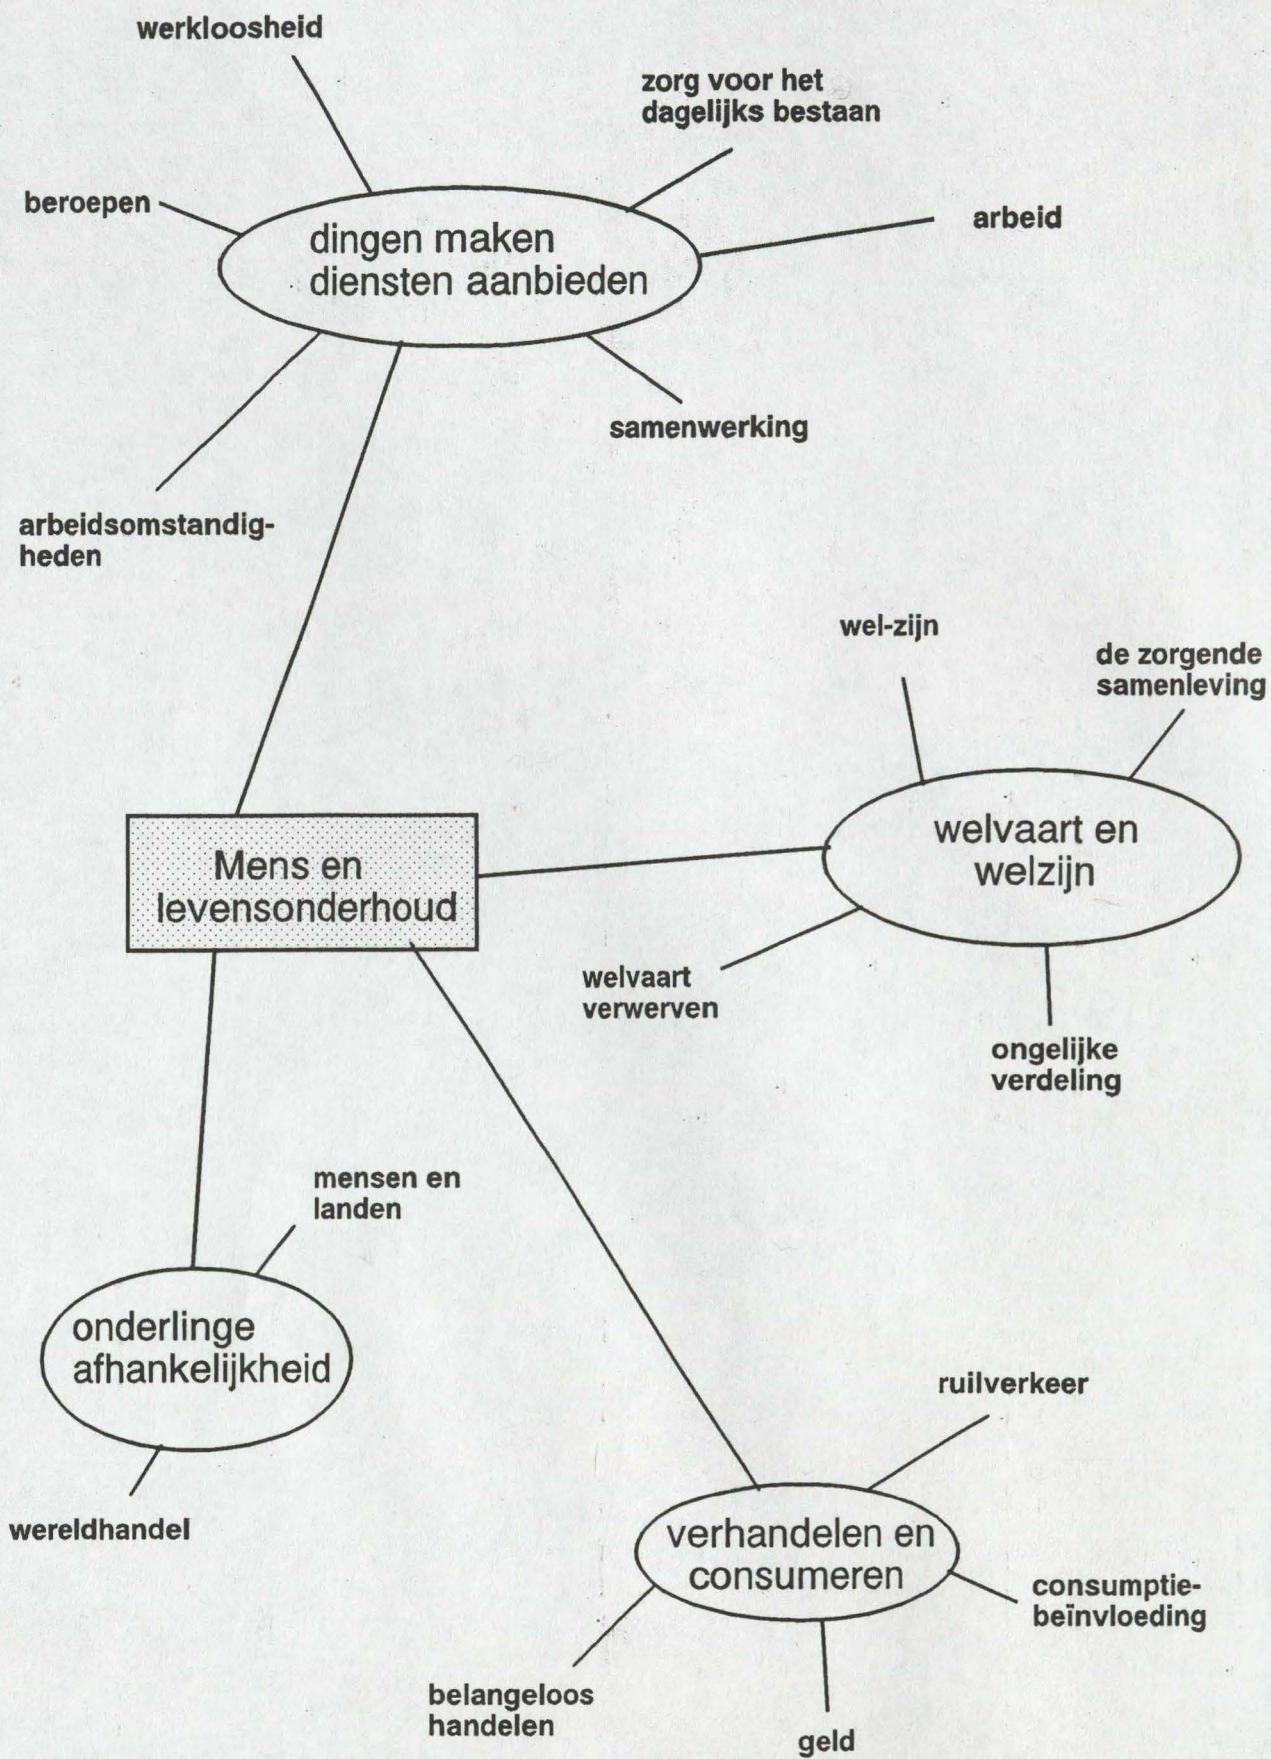 werkloosheid
zorg voor het
dagelijks bestaan
beroepen
arbeid
dingen maken
diensten aanbieden
samenwerking
arbeidsomstandig-
heden
wel-zijn
de zorgende
samenleving
welvaart en
welzijn
Mens en
levensonderhoud
welvaart
verwerven
ongelijke
verdeling
mensen en
landen
onderlinge
afhankelijkheid
wereldhandel
ruilverkeer
verhandelen en
consumeren
consumptie-
beïnvloeding
belangeloos
handelen
geld